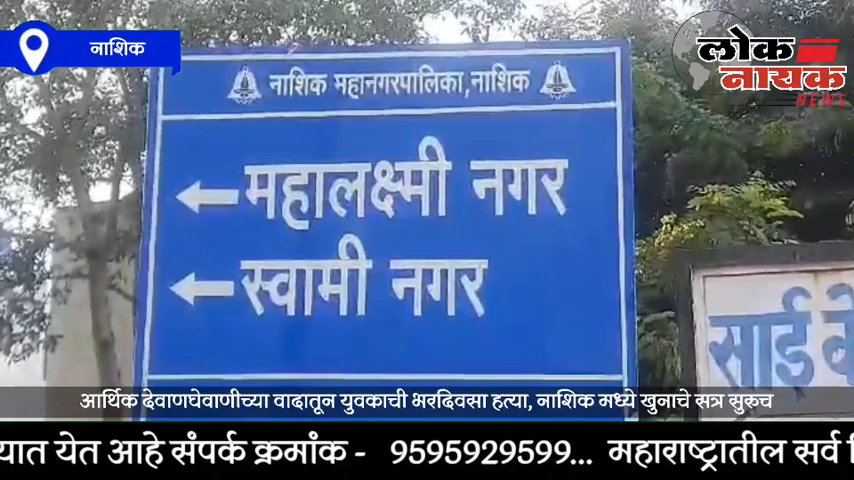 नाशिक
लोक
नायक
NEWS
नाशिक महानगरपालिका, नाशिक
महालक्ष्मी नगर
स्वामी नगर
साई
आर्थिक देवाणघेवाणीच्या वादातून युवकाची भरदिवसा हत्या, नाशिक मध्ये खुनाचे सत्र सुरुच
यात येत आहे संपर्क क्रमांक - 9595929599... महाराष्ट्रातील सर्व